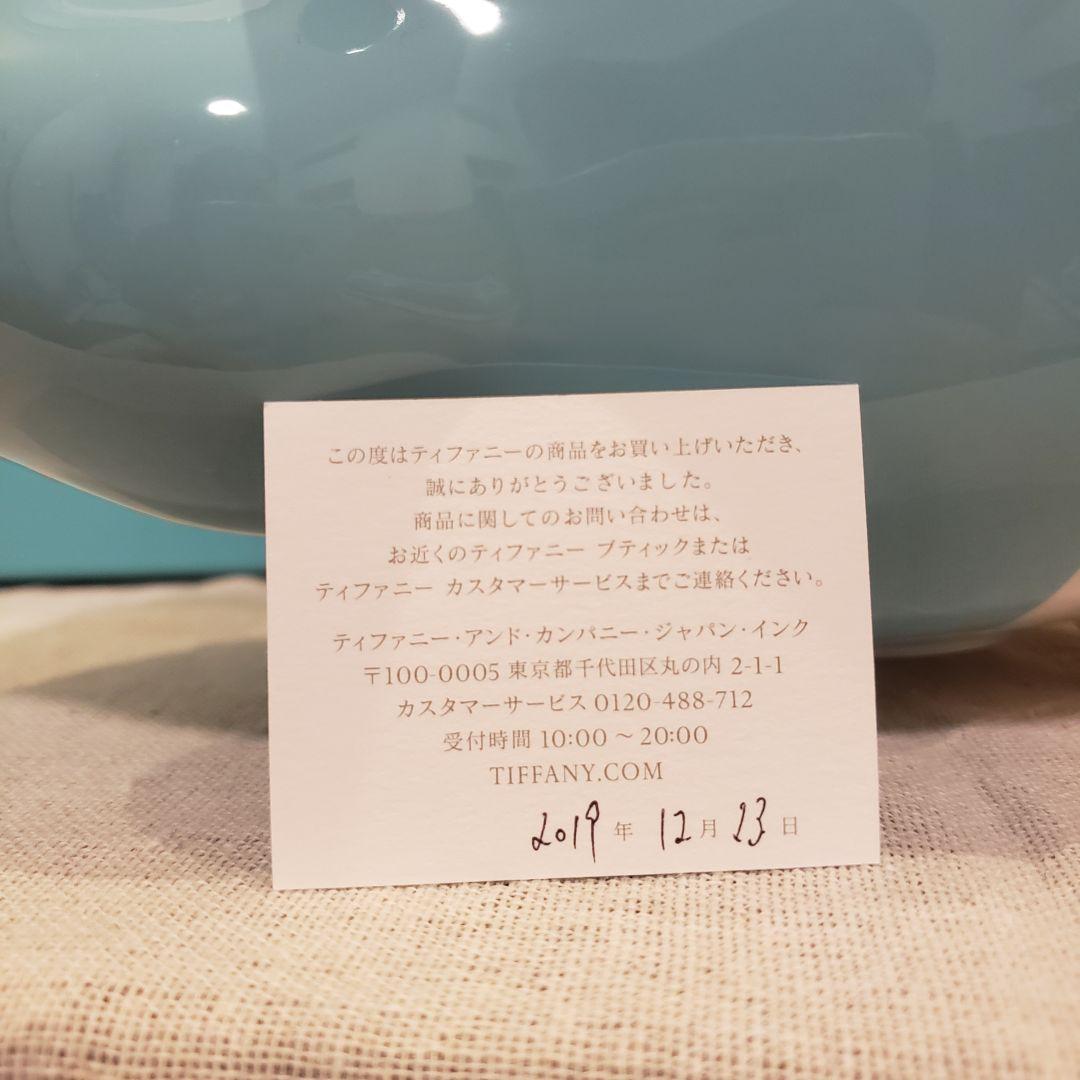 この度はティファニーの商品をお買い上げいただき、
誠にありがとうございました。
商品に関してのお問い合わせは、
お近くのティファニー ブティックまたは
ティファニー カスタマーサービスまでご連絡ください。
ティファニー・アンド・カンパニー・ジャパン・インク
〒100-0005 東京都千代田区丸の内 2-1-1
カスタマーサービス 0120-488-712
受付時間 10:00 〜 20:00
TIFFANY.COM
2019 年 12 月 23 日